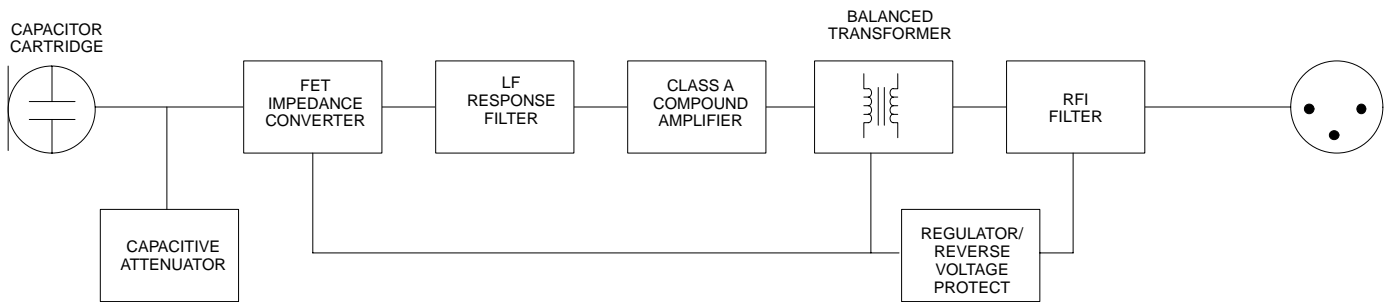 CAPACITOR
CARTRIDGE
FET
IMPEDANCE
CONVERTER
LF
RESPONSE
FILTER
CLASS A
COMPOUND
AMPLIFIER
BALANCED
TRANSFORMER
RFI
FILTER
CAPACITIVE
ATTENUATOR
REGULATOR/
REVERSE
VOLTAGE
PROTECT